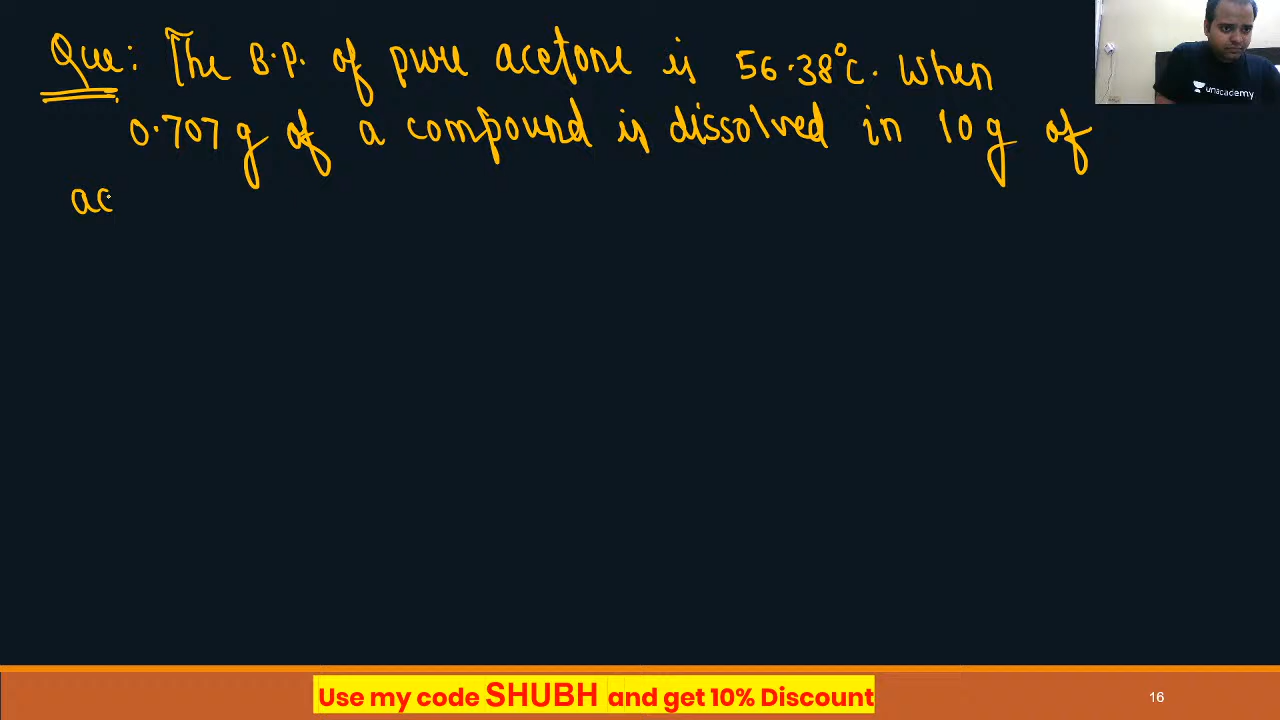 Que: The B.P. of pure acetone is 56.38°C. When
0.707 g of a compound is dissolved in 10 g of
ac
unacademy
Use my code SHUBH and get 10% Discount
16